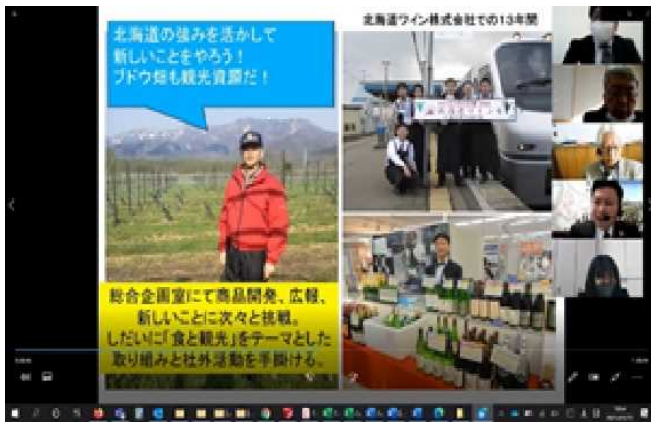 北海道の強みを活かして
新しいことをやろう！
ブドウ畑も観光資源だ！
北海道ワイン株式会社での13年間
総合企画室にて商品開発、広報、
新しいことに次々と挑戦。
しだいに「食と観光」をテーマとした
取り組みと社外活動を手掛ける。